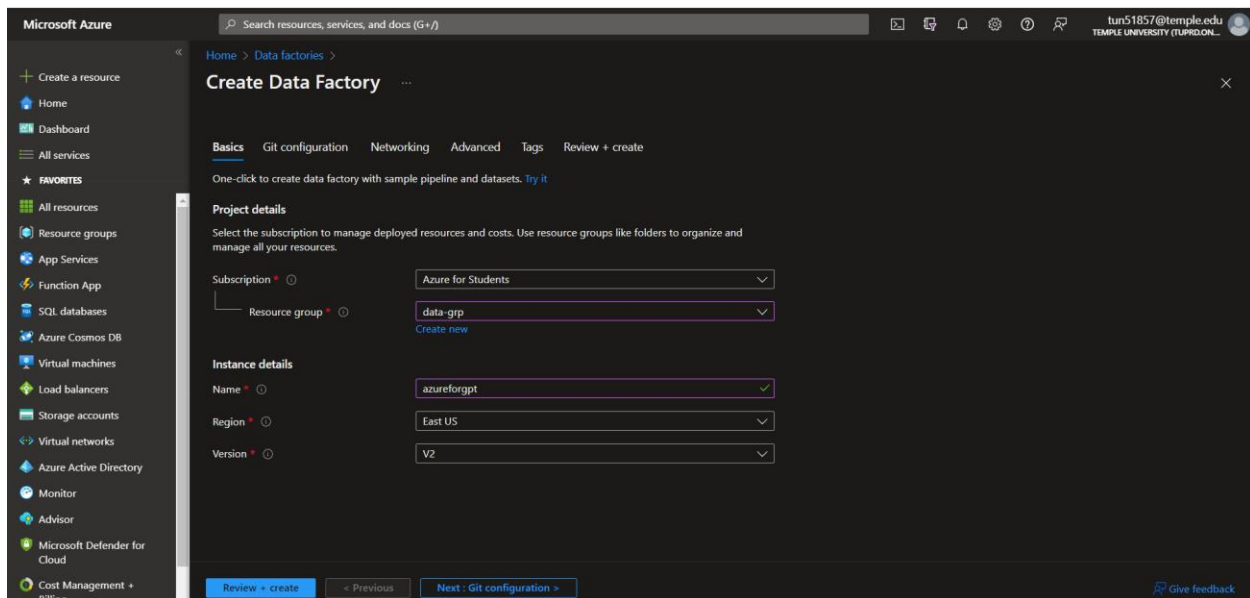 Microsoft Azure
Search resources, services, and docs (G+/)
tun51857@temple.edu
TEMPLE UNIVERSITY (TUPRD.ON...
Create a resource
Home
Dashboard
All services
FAVORITES
All resources
Resource groups
App Services
Function App
SQL databases
Azure Cosmos DB
Virtual machines
Load balancers
Storage accounts
Virtual networks
Azure Active Directory
Monitor
Advisor
Microsoft Defender for
Cloud
Cost Management +
Home > Data factories >
Create Data Factory ...
Basics Git configuration Networking Advanced Tags Review + create
One-click to create data factory with sample pipeline and datasets. Try it
Project details
Select the subscription to manage deployed resources and costs. Use resource groups like folders to organize and
manage all your resources.
Subscription * Azure for Students
Resource group * data-grp
Create new
Instance details
Name * azureforgpt
Region * East US
Version * V2
Review + create < Previous Next : Git configuration >
Give feedback